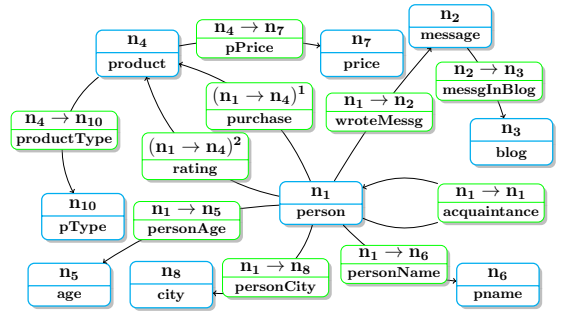 n₂
message
n₄ → n₇
pPrice
n₄
product
n₇
price
n₂ → n₃
messgInBlog
(n₁ → n₄)¹
purchase
n₁ → n₂
wroteMessg
n₄ → n₁₀
productType
n₃
blog
(n₁ → n₄)²
rating
n₁
person
n₁ → n₁
acquaintance
n₁₀
pType
n₁ → n₅
personAge
n₁ → n₆
personName
n₅
age
n₈
city
n₁ → n₈
personCity
n₆
pname